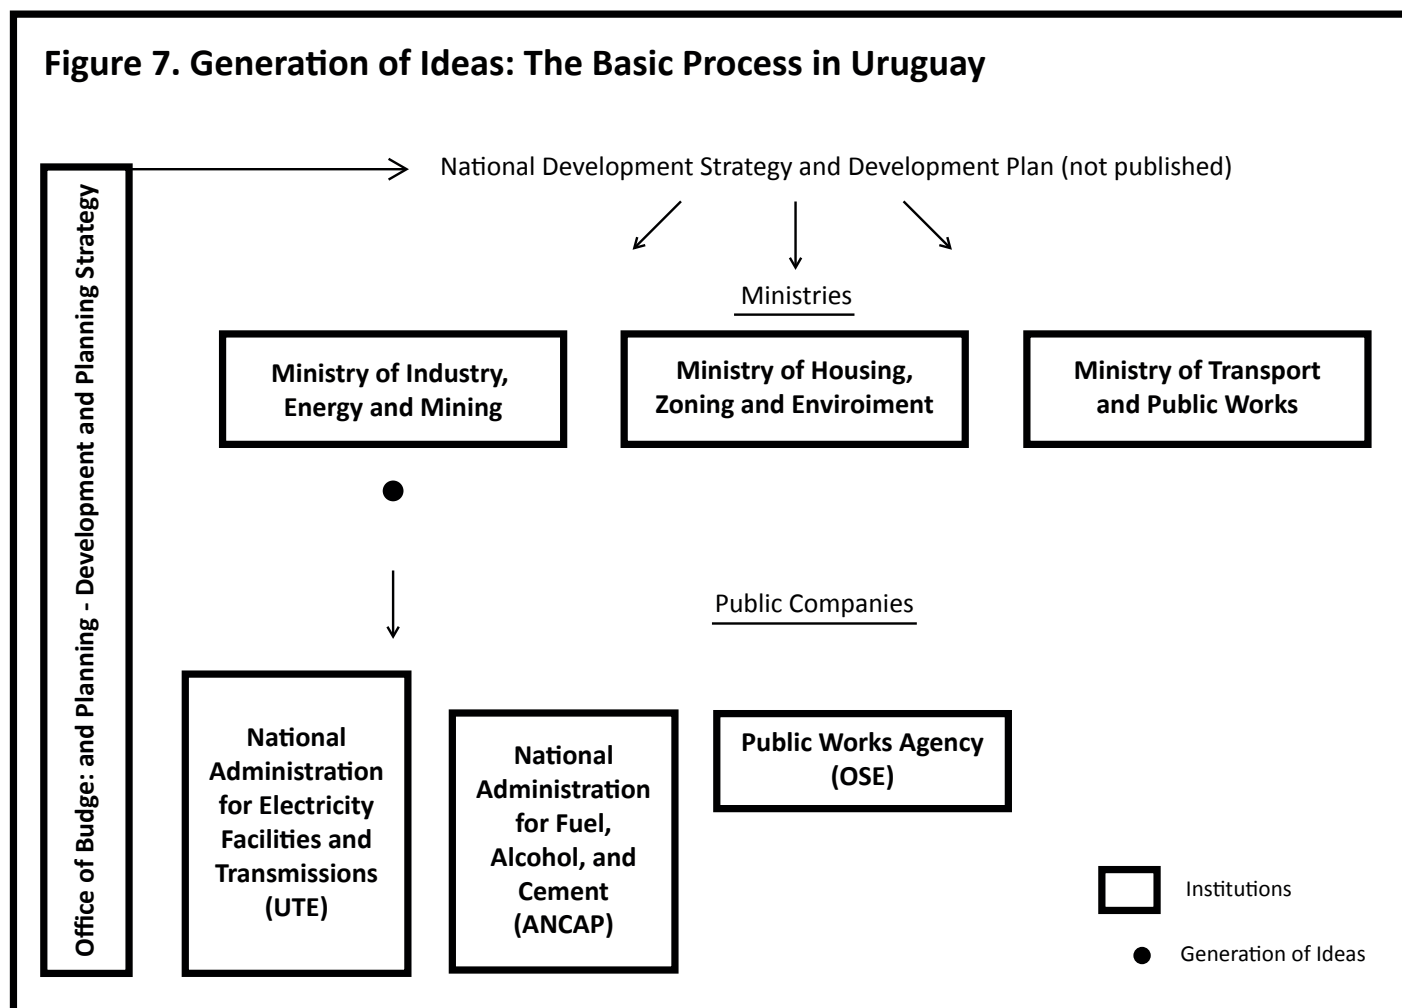 Figure 7. Generation of Ideas: The Basic Process in Uruguay
Office of Budge: and Planning - Development and Planning Strategy
National Development Strategy and Development Plan (not published)
Ministries
Ministry of Industry,
Energy and Mining
Ministry of Housing,
Zoning and Enviroiment
Ministry of Transport
and Public Works
Public Companies
National
Administration
for Electricity
Facilities and
Transmissions
(UTE)
National
Administration
for Fuel,
Alcohol, and
Cement
(ANCAP)
Public Works Agency
(OSE)
Institutions
Generation of Ideas